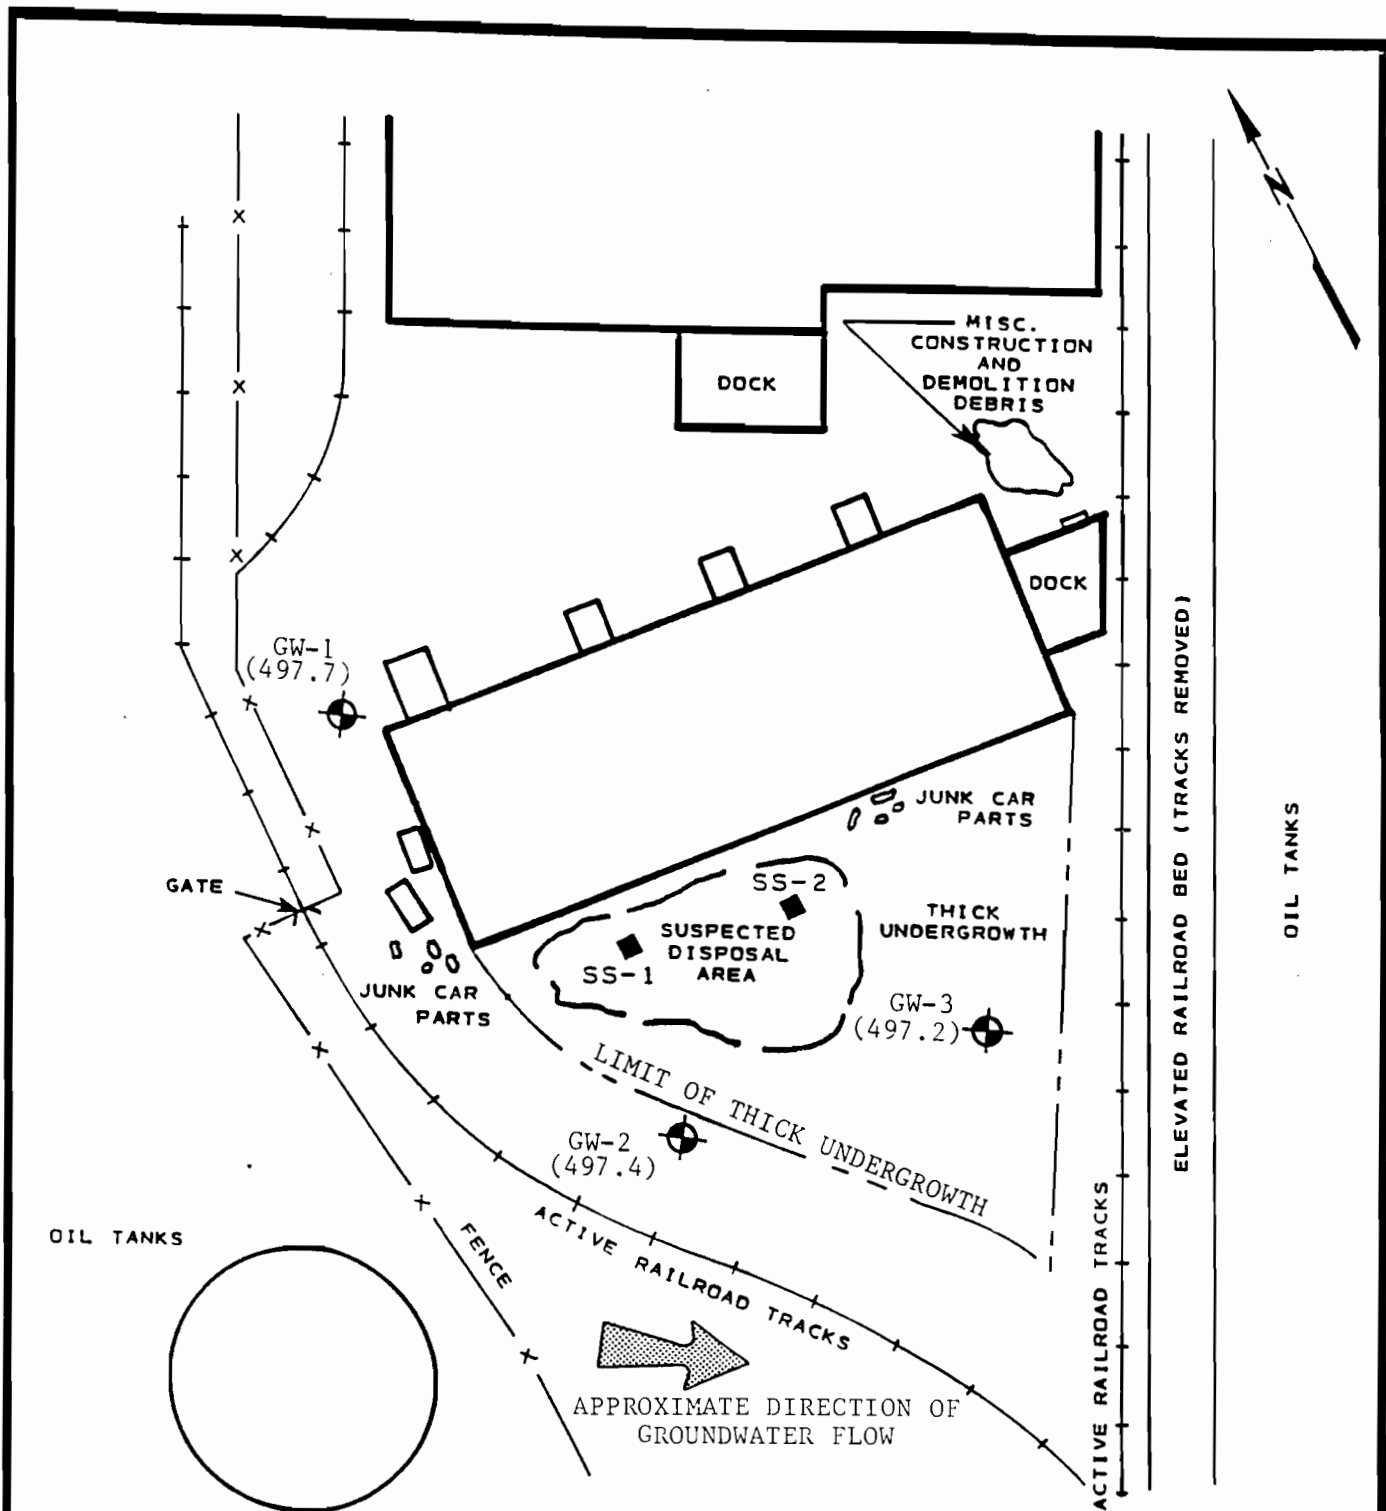 N
MISC.
CONSTRUCTION
AND
DEMOLITION
DEBRIS
DOCK
DOCK
GW-1
(497.7)
JUNK CAR
PARTS
GATE
SS-2
THICK
UNDERGROWTH
SUSPECTED
DISPOSAL
AREA
SS-1
JUNK CAR
PARTS
GW-3
(497.2)
LIMIT OF THICK UNDERGROWTH
GW-2
(497.4)
ELEVATED RAILROAD BED (TRACKS REMOVED)
OIL TANKS
OIL TANKS
FENCE
ACTIVE RAILROAD TRACKS
ACTIVE RAILROAD TRACKS
APPROXIMATE DIRECTION OF
GROUNDWATER FLOW